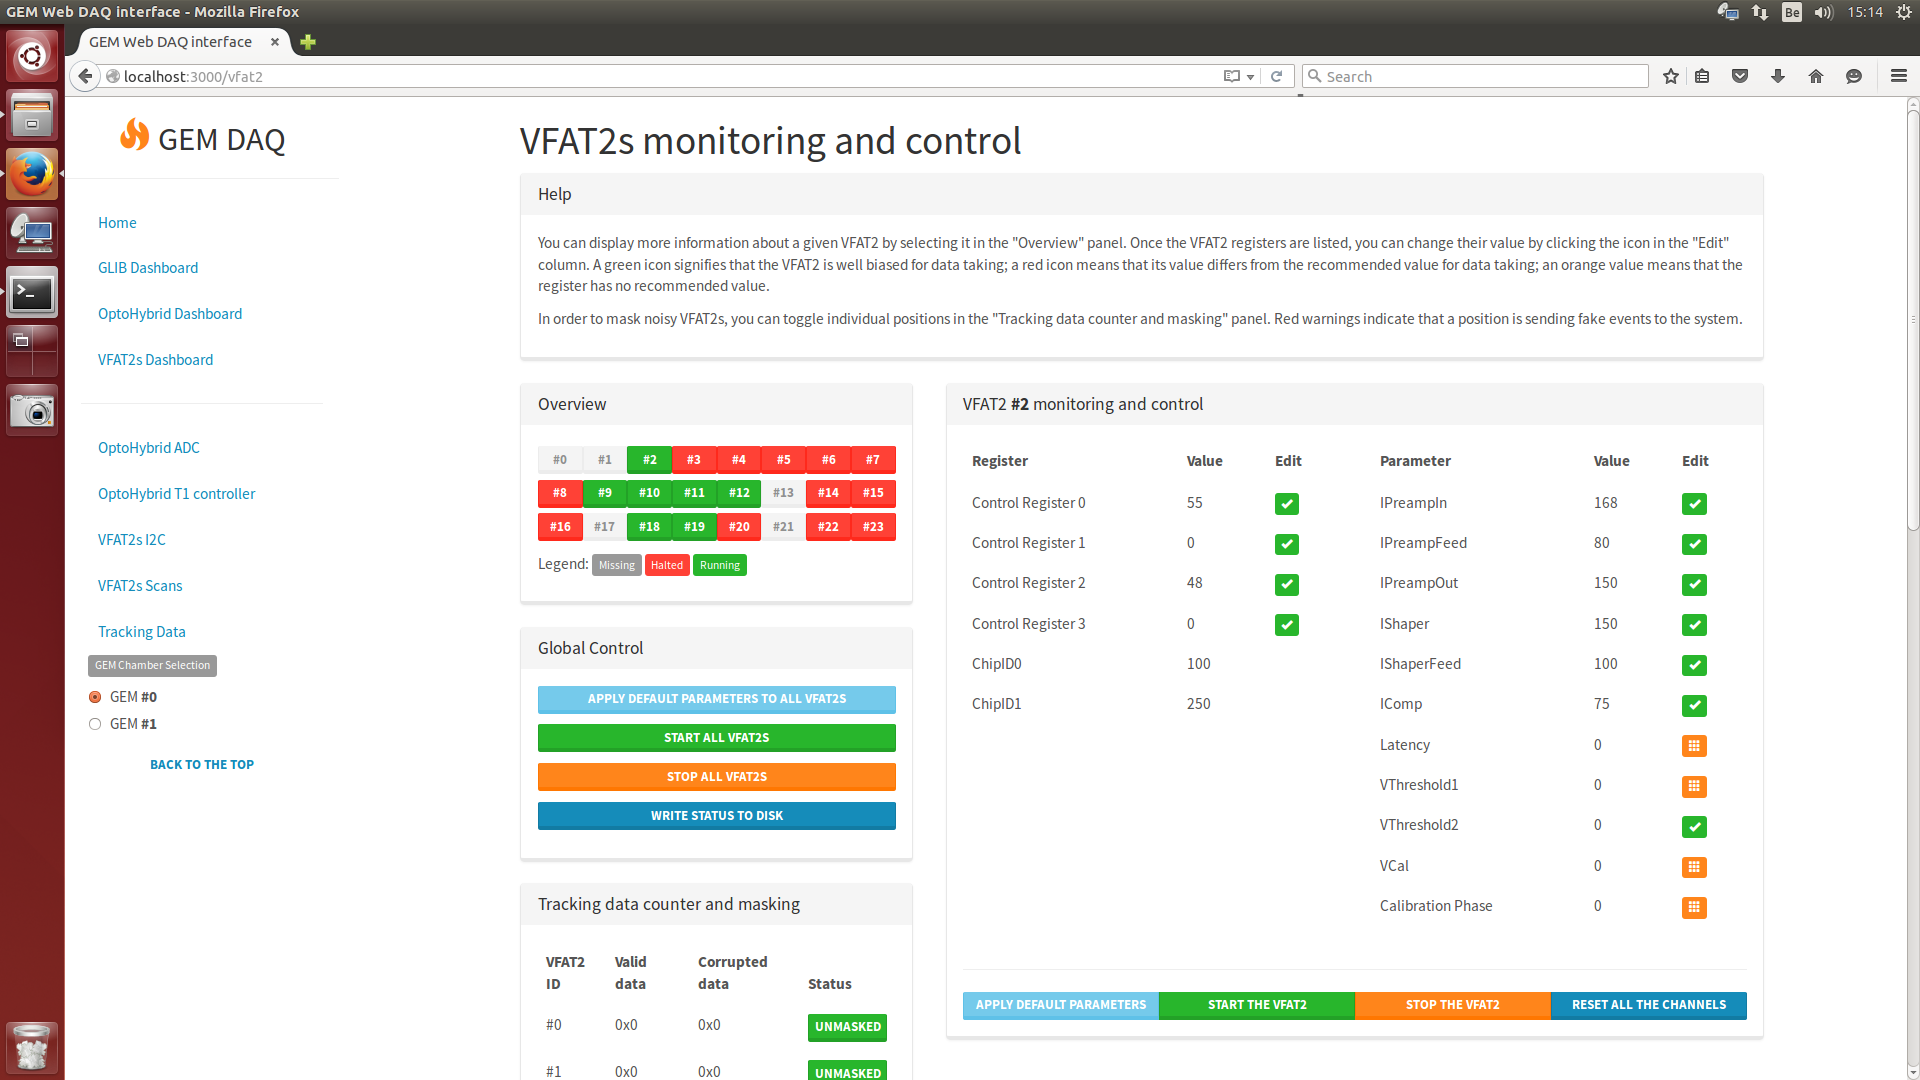 GEM Web DAQ interface - Mozilla Firefox
Be
15:14
GEM Web DAQ interface
localhost:3000/vfat2
Search
GEM DAQ
Home
GLIB Dashboard
OptoHybrid Dashboard
VFAT2s Dashboard
OptoHybrid ADC
OptoHybrid T1 controller
VFAT2s I2C
VFAT2s Scans
Tracking Data
GEM Chamber Selection
GEM #0
GEM #1
BACK TO THE TOP
VFAT2s monitoring and control
Help
You can display more information about a given VFAT2 by selecting it in the "Overview" panel. Once the VFAT2 registers are listed, you can change their value by clicking the icon in the "Edit"
column. A green icon signifies that the VFAT2 is well biased for data taking; a red icon means that its value differs from the recommended value for data taking; an orange value means that the
register has no recommended value.
In order to mask noisy VFAT2s, you can toggle individual positions in the "Tracking data counter and masking" panel. Red warnings indicate that a position is sending fake events to the system.
Overview
#0 #1 #2 #3 #4 #5 #6 #7
#8 #9 #10 #11 #12 #13 #14 #15
#16 #17 #18 #19 #20 #21 #22 #23
Legend: Missing Halted Running
Global Control
APPLY DEFAULT PARAMETERS TO ALL VFAT2S
START ALL VFAT2S
STOP ALL VFAT2S
WRITE STATUS TO DISK
Tracking data counter and masking
VFAT2 ID Valid data Corrupted data Status
#0 0x0 0x0 UNMASKED
#1 0x0 0x0 UNMASKED
VFAT2 #2 monitoring and control
Register Value Edit
Control Register 0 55
Control Register 1 0
Control Register 2 48
Control Register 3 0
ChipID0 100
ChipID1 250
Parameter Value Edit
IPreampIn 168
IPreampFeed 80
IPreampOut 150
IShaper 150
IShaperFeed 100
IComp 75
Latency 0
VThreshold1 0
VThreshold2 0
VCal 0
Calibration Phase 0
APPLY DEFAULT PARAMETERS START THE VFAT2 STOP THE VFAT2 RESET ALL THE CHANNELS